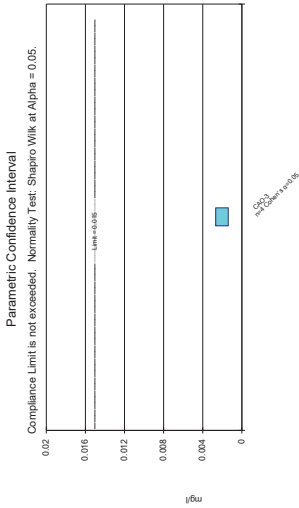 Parametric Confidence Interval
Compliance Limit is not exceeded. Normality Test: Shapiro Wilk at Alpha = 0.05.
0.02
0.016
0.012
0.008
0.004
0
mg/l
Limit = 0.015
CAO-3
n=4 Cohen's α=0.05